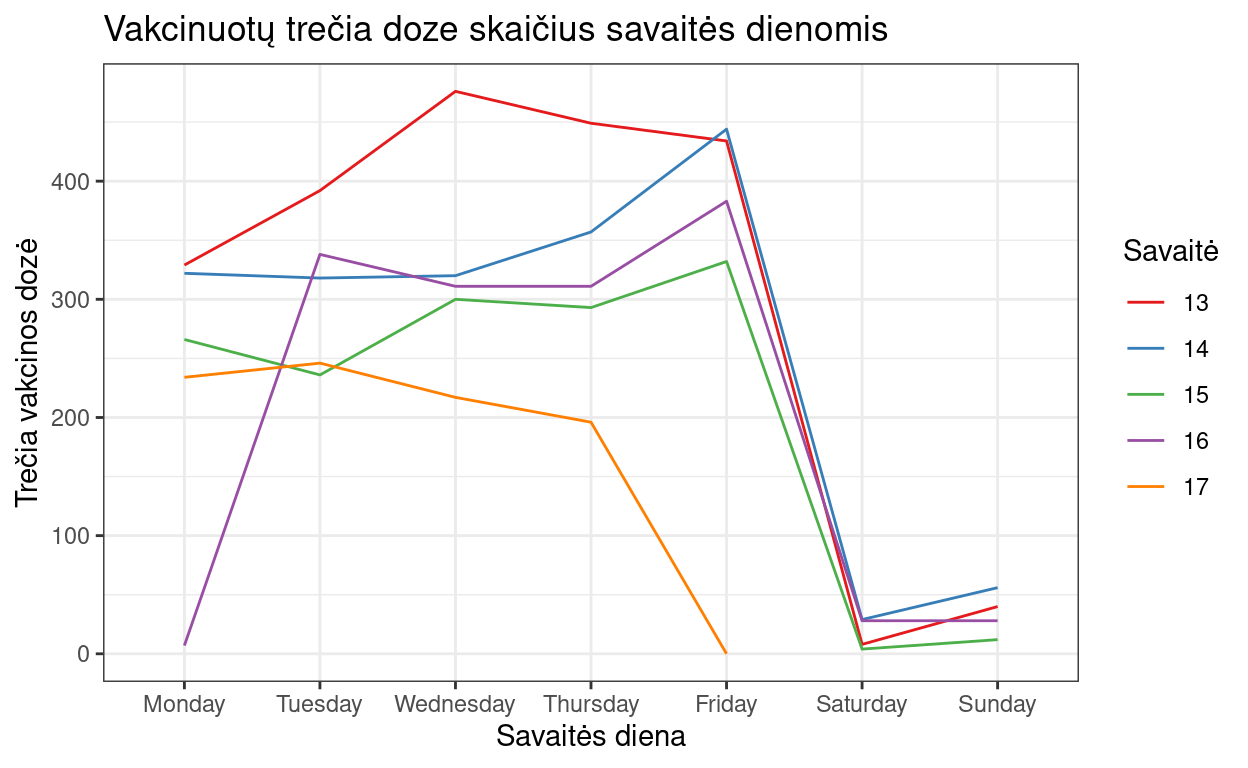 Vakcinuotų trečia doze skaičius savaitės dienomis
Trečia vakcinos dozė
400
300
200
100
0
Monday Tuesday Wednesday Thursday Friday Saturday Sunday
Savaitės diena
Savaitė
13
14
15
16
17